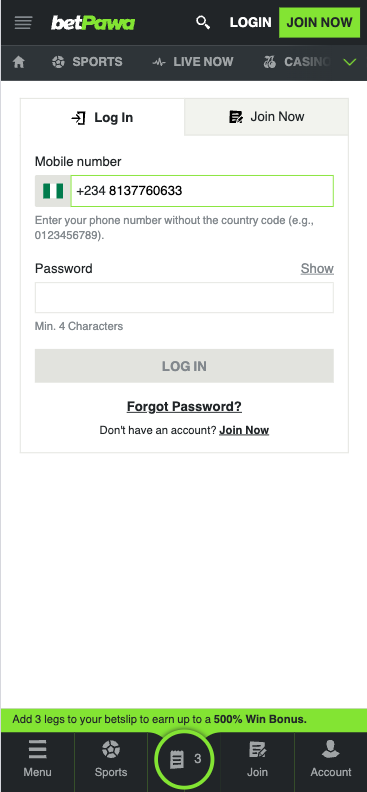 betPawa
LOGIN
JOIN NOW
SPORTS
LIVE NOW
CASINO
Log In
Join Now
Mobile number
+234 8137760633
Enter your phone number without the country code (e.g.,
0123456789).
Password
Show
Min. 4 Characters
LOG IN
Forgot Password?
Don't have an account? Join Now
Add 3 legs to your betslip to earn up to a 500% Win Bonus.
Menu
Sports
3
Join
Account